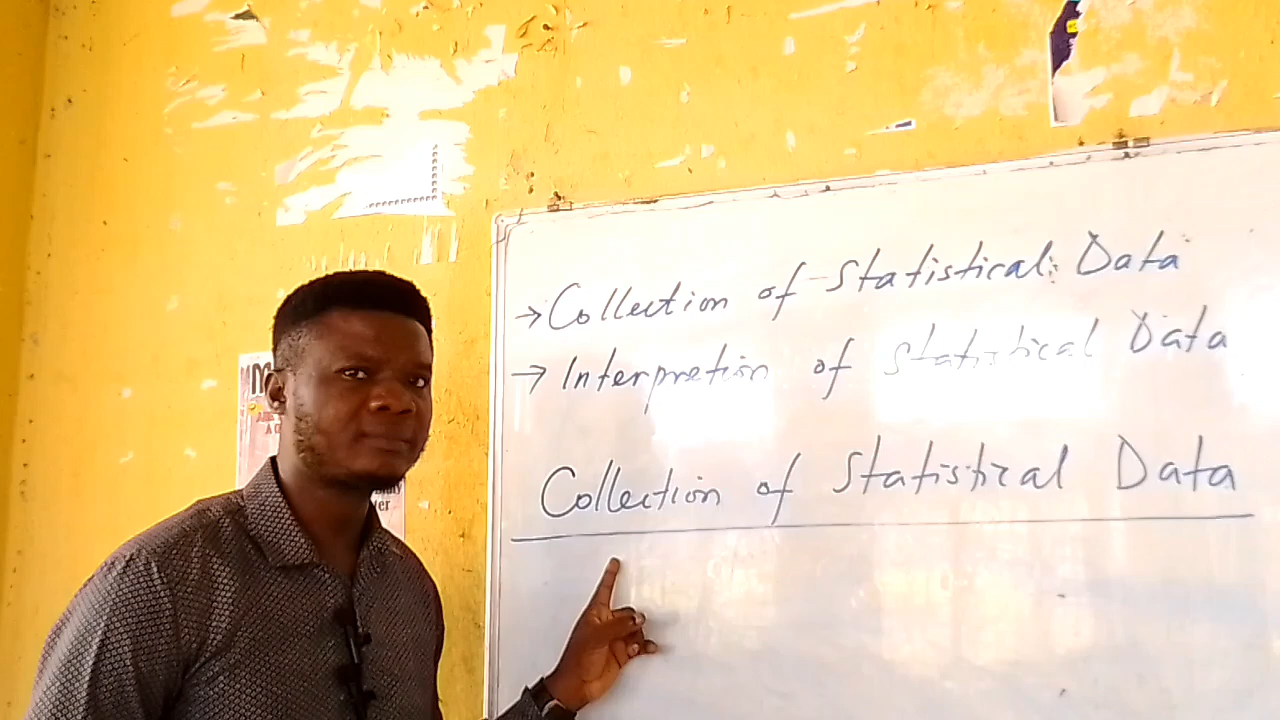 → Collection of Statistical Data
→ Interpretion of Statistical Data
Collection of Statistical Data